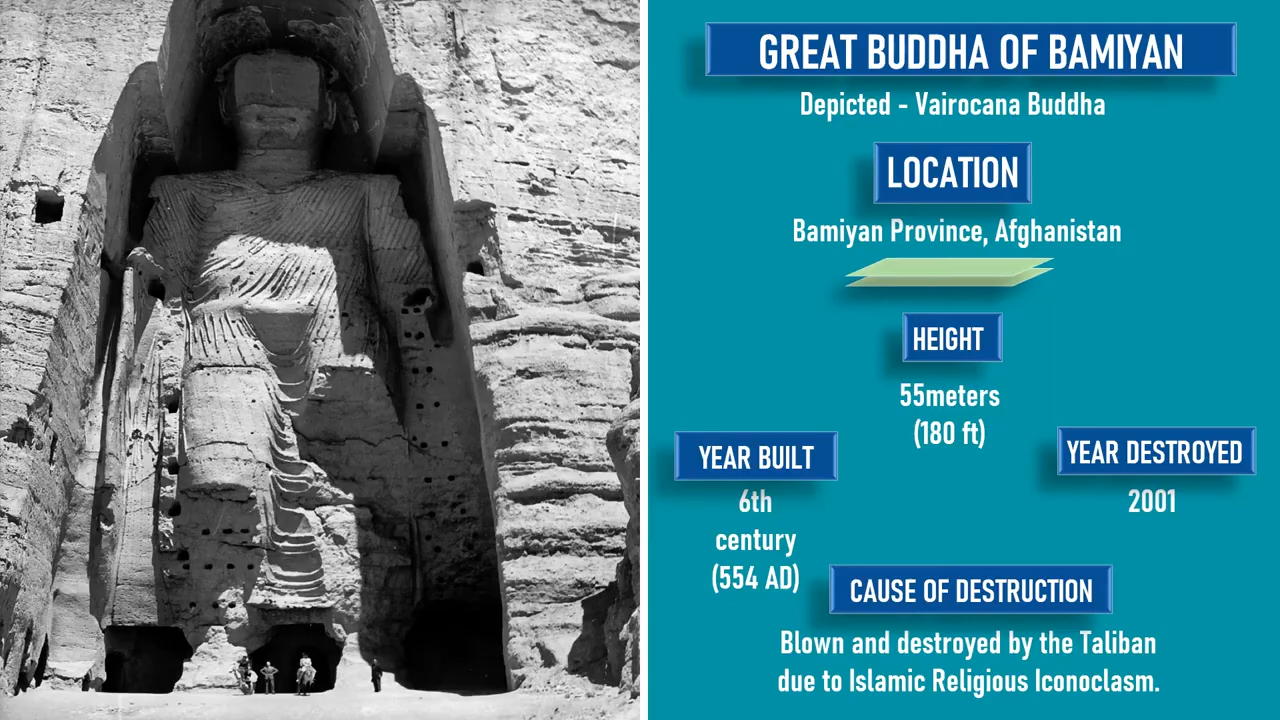 GREAT BUDDHA OF BAMIYAN
Depicted - Vairocana Buddha
LOCATION
Bamiyan Province, Afghanistan
HEIGHT
55meters
(180 ft)
YEAR BUILT
6th
century
(554 AD)
YEAR DESTROYED
2001
CAUSE OF DESTRUCTION
Blown and destroyed by the Taliban
due to Islamic Religious Iconoclasm.